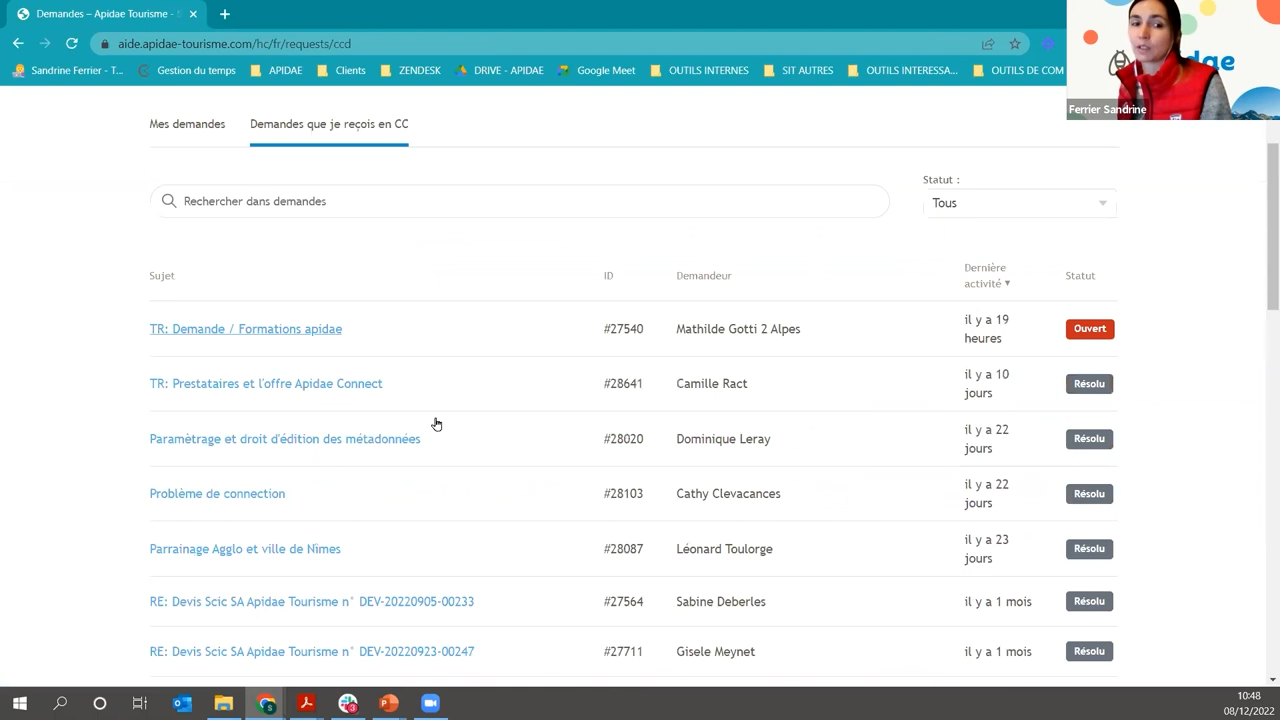 Demandes – Apidae Tourisme -
aide.apidae-tourisme.com/hc/fr/requests/ccd
Sandrine Ferrier - T...
Gestion du temps
APIDAE
Clients
ZENDESK
DRIVE - APIDAE
Google Meet
OUTILS INTERNES
SIT AUTRES
OUTILS INTERESSA...
OUTILS DE COM
Ferrier Sandrine
Mes demandes
Demandes que je reçois en CC
Statut :
Rechercher dans demandes
Tous
Sujet
ID
Demandeur
Dernière
activité
Statut
TR: Demande / Formations apidae
#27540
Mathilde Gotti 2 Alpes
il y a 19
heures
Ouvert
TR: Prestataires et l'offre Apidae Connect
#28641
Camille Ract
il y a 10
jours
Résolu
Paramètrage et droit d'édition des métadonnées
#28020
Dominique Leray
il y a 22
jours
Résolu
Problème de connection
#28103
Cathy Clevacances
il y a 22
jours
Résolu
Parrainage Agglo et ville de Nîmes
#28087
Léonard Toulorge
il y a 23
jours
Résolu
RE: Devis Scic SA Apidae Tourisme n° DEV-20220905-00233
#27564
Sabine Deberles
il y a 1 mois
Résolu
RE: Devis Scic SA Apidae Tourisme n° DEV-20220923-00247
#27711
Gisele Meynet
il y a 1 mois
Résolu
10:48
08/12/2022